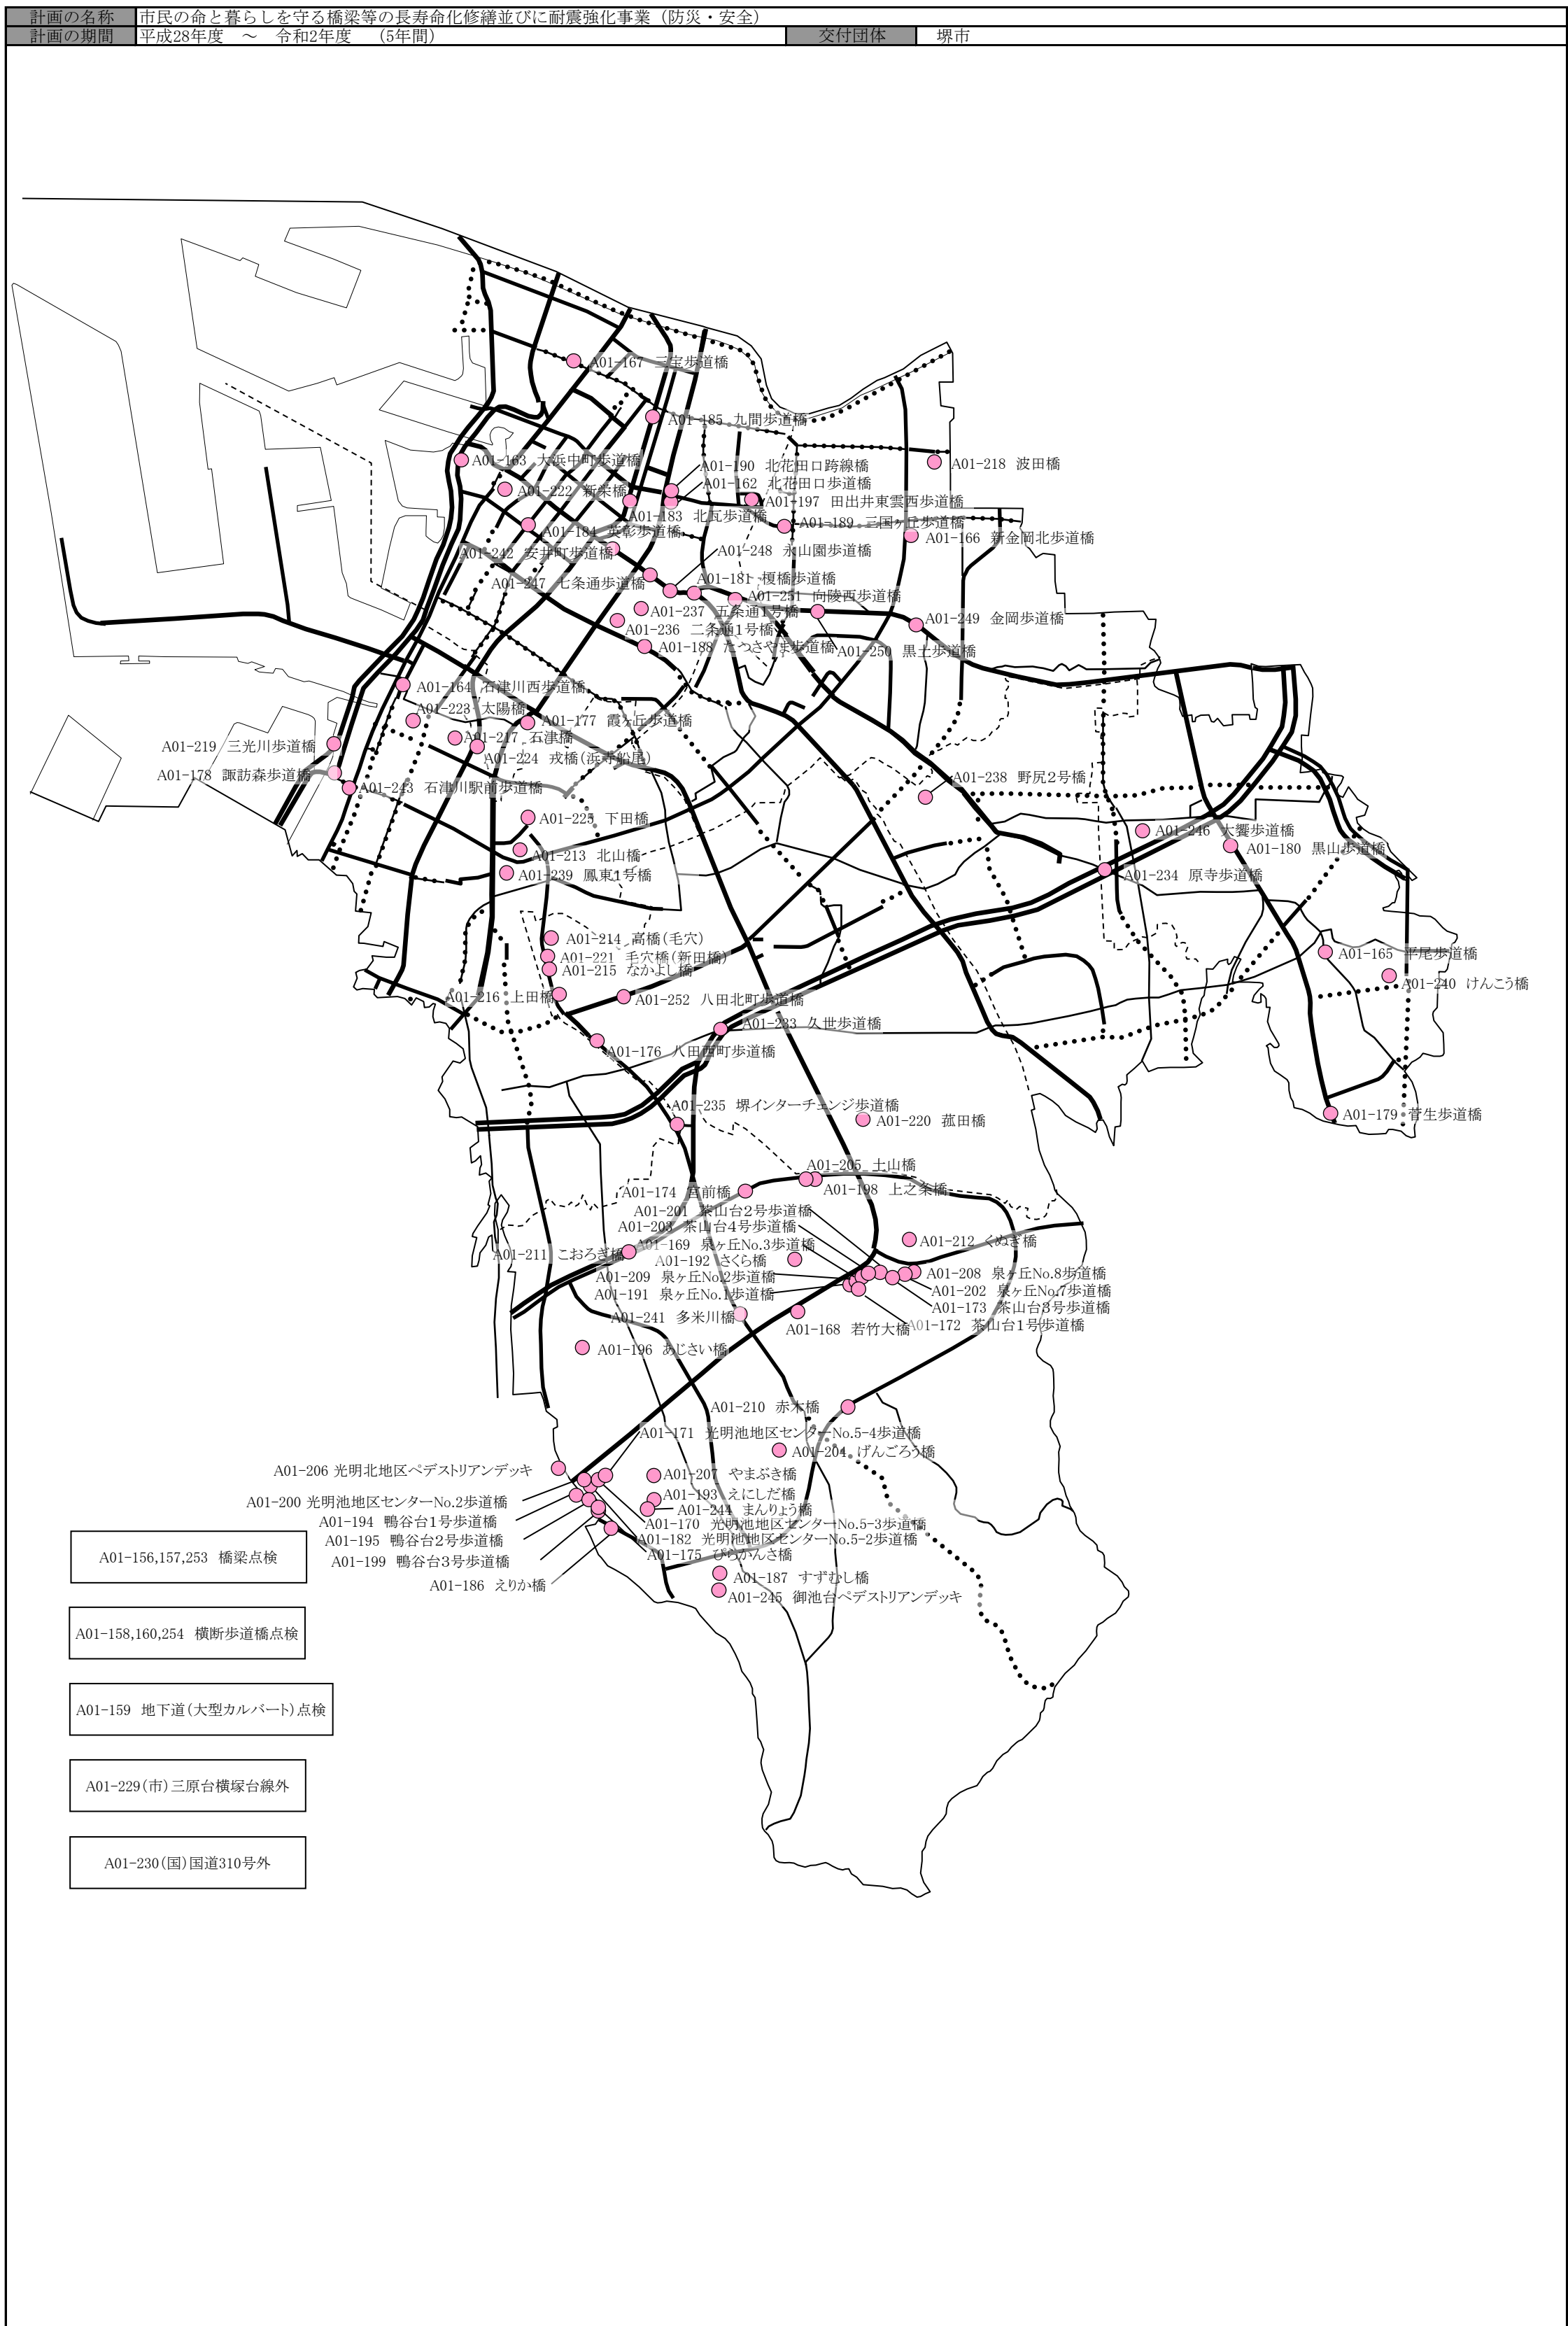 計画の名称 市民の命と暮らしを守る橋梁等の長寿命化修繕並びに耐震強化事業（防災・安全）
計画の期間 平成28年度 ～ 令和2年度 （5年間） 交付団体 堺市
A01-167 三宝歩道橋
A01-185 九間歩道橋
A01-163 大浜中町歩道橋
A01-190 北花田口跨線橋
A01-218 波田橋
A01-162 北花田口歩道橋
A01-222 新栄橋
A01-197 田出井東雲西歩道橋
A01-183 北瓦歩道橋
A01-189 三国ヶ丘歩道橋
A01-184 英彰歩道橋
A01-166 新金岡北歩道橋
A01-242 安井町歩道橋
A01-248 永山園歩道橋
A01-181 榎橋歩道橋
A01-247 七条通歩道橋
A01-251 向陵西歩道橋
A01-237 五条通1号橋
A01-249 金岡歩道橋
A01-236 二条通1号橋
A01-188 たつさやま歩道橋
A01-250 黒土歩道橋
A01-164 石津川西歩道橋
A01-223 太陽橋
A01-177 霞ヶ丘歩道橋
A01-217 石津橋
A01-219 三光川歩道橋
A01-224 戎橋（浜寺船尾）
A01-178 諏訪森歩道橋
A01-238 野尻2号橋
A01-243 石津川駅前歩道橋
A01-225 下田橋
A01-246 大饗歩道橋
A01-180 黒山歩道橋
A01-213 北山橋
A01-239 鳳東1号橋
A01-234 原寺歩道橋
A01-214 高橋（毛穴）
A01-165 平尾歩道橋
A01-221 毛穴橋（新田橋）
A01-215 なかよし橋
A01-240 けんこう橋
A01-216 上田橋
A01-252 八田北町歩道橋
A01-233 久世歩道橋
A01-176 八田西町歩道橋
A01-235 堺インターチェンジ歩道橋
A01-179 菅生歩道橋
A01-220 菰田橋
A01-205 土山橋
A01-174 宮前橋
A01-198 上之条橋
A01-201 茶山台2号歩道橋
A01-203 茶山台4号歩道橋
A01-212 くぬぎ橋
A01-169 泉ヶ丘No.3歩道橋
A01-211 こおろぎ橋
A01-192 さくら橋
A01-208 泉ヶ丘No.8歩道橋
A01-209 泉ヶ丘No.2歩道橋
A01-202 泉ヶ丘No.7歩道橋
A01-191 泉ヶ丘No.1歩道橋
A01-173 茶山台3号歩道橋
A01-241 多米川橋
A01-172 茶山台1号歩道橋
A01-168 若竹大橋
A01-196 あじさい橋
A01-210 赤木橋
A01-171 光明池地区センターNo.5-4歩道橋
A01-204 げんごろう橋
A01-206 光明北地区ペデストリアンデッキ
A01-207 やまぶき橋
A01-193 えにしだ橋
A01-200 光明池地区センターNo.2歩道橋
A01-244 まんりょう橋
A01-194 鴨谷台1号歩道橋
A01-170 光明池地区センターNo.5-3歩道橋
A01-195 鴨谷台2号歩道橋
A01-182 光明池地区センターNo.5-2歩道橋
A01-175 ぴらかんさ橋
A01-199 鴨谷台3号歩道橋
A01-187 すずむし橋
A01-186 えりか橋
A01-245 御池台ペデストリアンデッキ
A01-156,157,253 橋梁点検
A01-158,160,254 横断歩道橋点検
A01-159 地下道（大型カルバート）点検
A01-229（市）三原台横塚台線外
A01-230（国）国道310号外